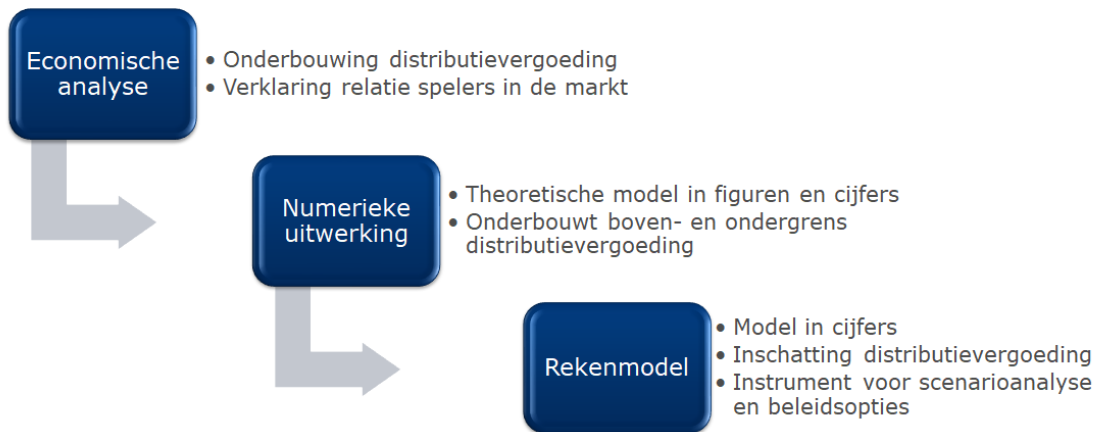 Economische
analyse
• Onderbouwing distributievergoeding
• Verklaring relatie spelers in de markt
Numerieke
uitwerking
• Theoretische model in figuren en cijfers
• Onderbouwt boven- en ondergrens
distributievergoeding
Rekenmodel
• Model in cijfers
• Inschatting distributievergoeding
• Instrument voor scenarioanalyse
en beleidsopties